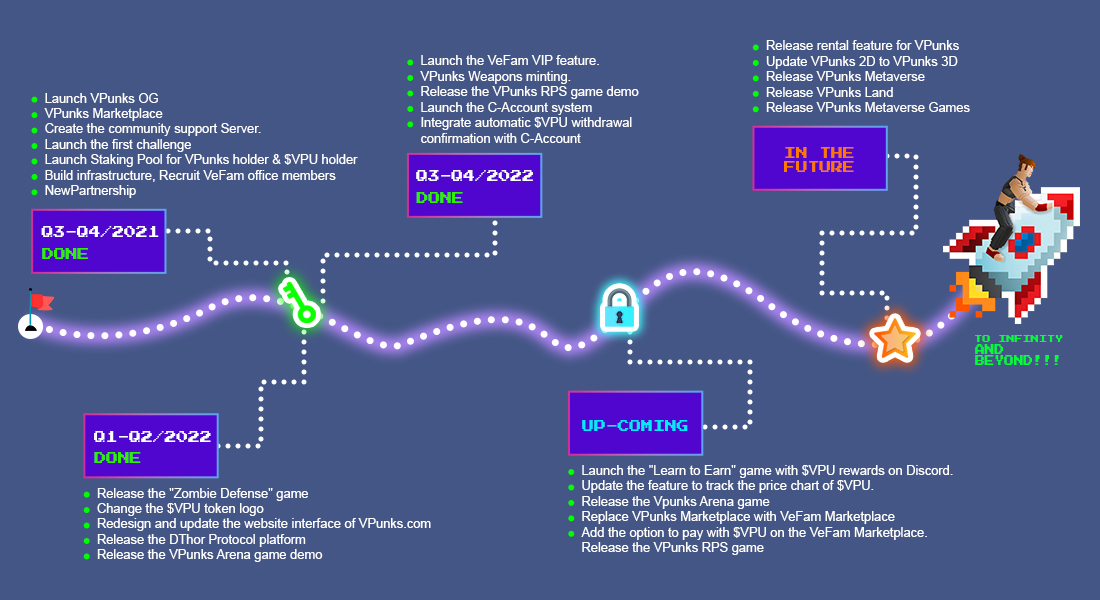 Launch VPunks OG
VPunks Marketplace
Create the community support Server.
Launch the first challenge
Launch Staking Pool for VPunks holder & $VPU holder
Build infrastructure, Recruit VeFam office members
NewPartnership
Q3-Q4/2021
DONE
Release the "Zombie Defense" game
Change the $VPU token logo
Redesign and update the website interface of VPunks.com
Release the DThor Protocol platform
Release the VPunks Arena game demo
Q1-Q2/2022
DONE
Launch the VeFam VIP feature.
VPunks Weapons minting.
Release the VPunks RPS game demo
Launch the C-Account system
Integrate automatic $VPU withdrawal
confirmation with C-Account
Q3-Q4/2022
DONE
UP-COMING
Launch the "Learn to Earn" game with $VPU rewards on Discord.
Update the feature to track the price chart of $VPU.
Release the Vpunks Arena game
Replace VPunks Marketplace with VeFam Marketplace
Add the option to pay with $VPU on the VeFam Marketplace.
Release the VPunks RPS game
Release rental feature for VPunks
Update VPunks 2D to VPunks 3D
Release VPunks Metaverse
Release VPunks Land
Release VPunks Metaverse Games
IN THE
FUTURE
TO INFINITY
AND
BEYOND!!!